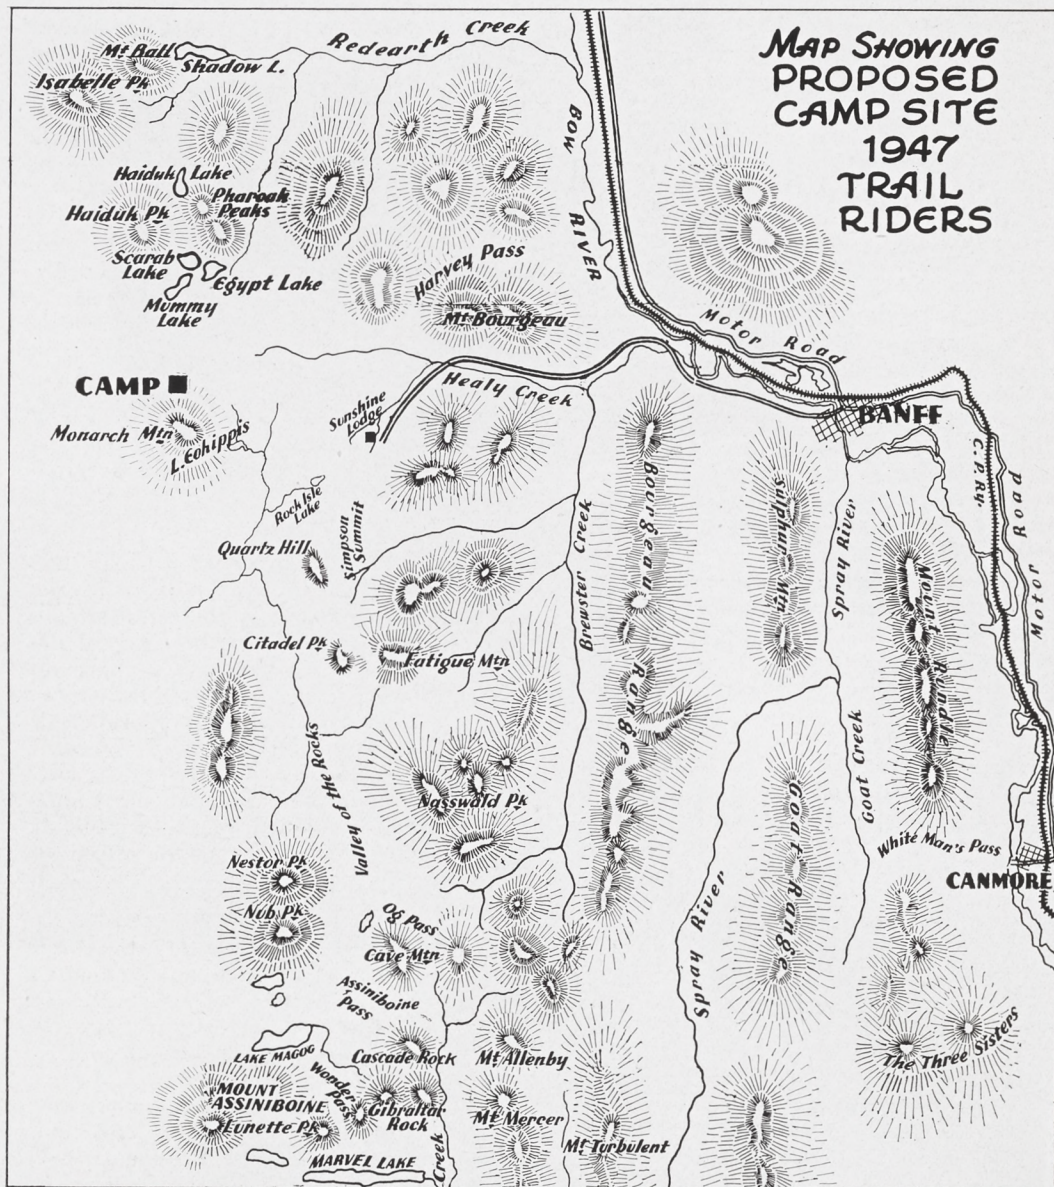 MAP SHOWING
PROPOSED
CAMP SITE
1947
TRAIL
RIDERS
Redearth Creek
Mt. Ball
Shadow L.
Isabelle Pk
BOW RIVER
Haiduk Lake
Pharoah
Peaks
Haiduk Pk
Scarab
Lake
Egypt Lake
Mummy
Lake
Harvey Pass
Mt. Bourgeau
Motor Road
CAMP
Healy Creek
Sunshine
Lodge
BANFF
Monarch Mtn
L. Eohippis
C. P. Ry.
Motor Road
Rock Isle
Lake
Simpson
Summit
Quartz Hill
Brewster Creek
Bourgeau Range
Sulphur Mtn
Spray River
Mount Rundle
Citadel Pk
Fatigue Mtn
Valley of the Rocks
Nasswald Pk
Goat Creek
Goat Range
White Man's Pass
CANMORE
Nestor Pk
Nub Pk
Og Pass
Cave Mtn
Spray River
Assiniboine
Pass
LAKE MAGOG
Cascade Rock
Mt. Allenby
The Three Sisters
Wonder
Pass
MOUNT
ASSINIBOINE
Lunette Pk
Gibraltar
Rock
Mt. Mercer
Mt. Turbulent
MARVEL LAKE
Creek